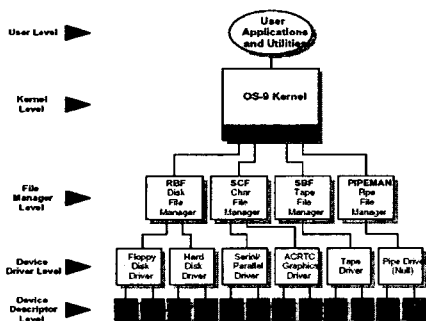 User Level
User
Applications
and Utilities
Kernel
Level
OS-9 Kernel
File
Manager
Level
RBF
Disk
File
Manager
SCF
Char
File
Manager
SBF
Tape
File
Manager
PIPEMAN
Pipe
File
Manager
Device
Driver Level
Floppy
Disk
Driver
Hard
Disk
Driver
Serial/
Parallel
Driver
ACRTC
Graphics
Driver
Tape
Driver
Pipe Driver
(Null)
Device
Descriptor
Level